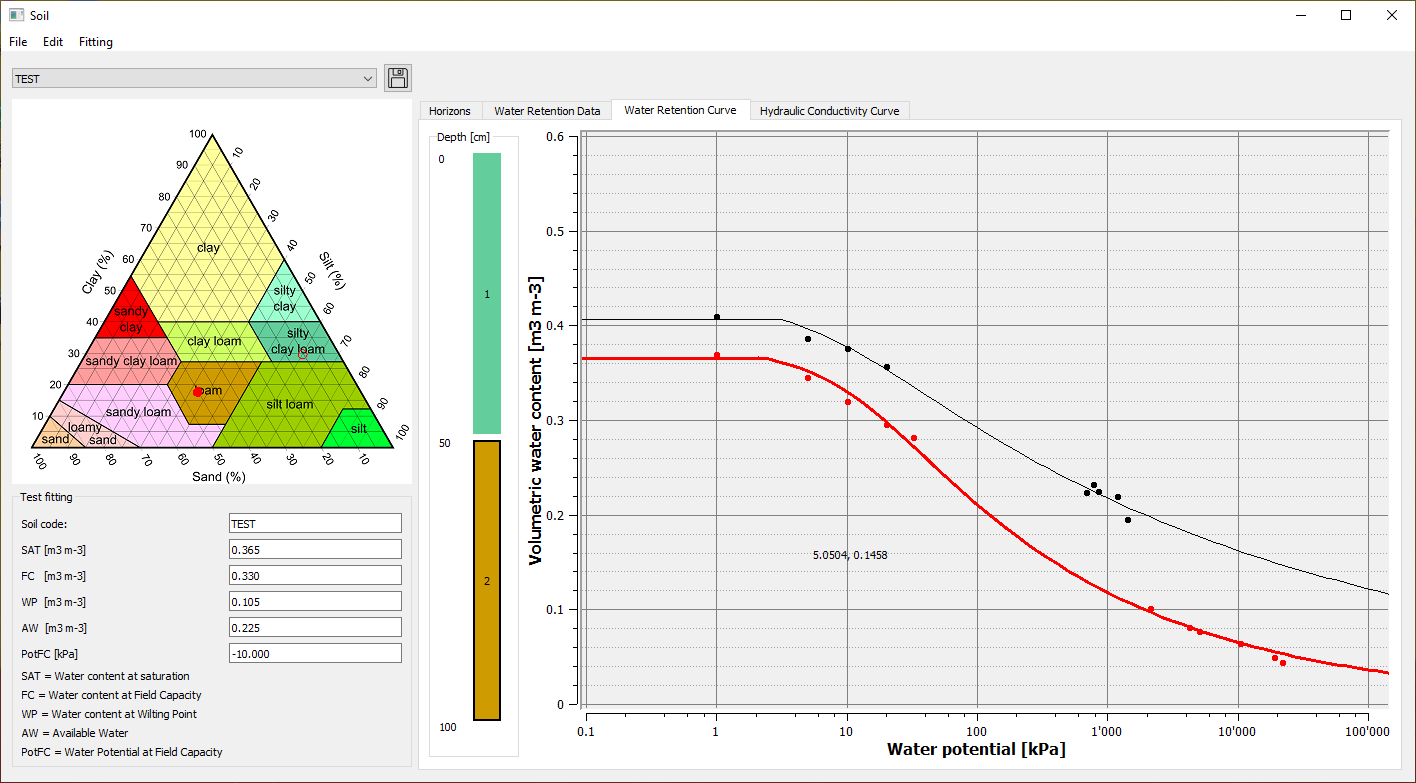 Soil
File Edit Fitting
TEST
Horizons Water Retention Data Water Retention Curve Hydraulic Conductivity Curve
100
90
80
70
60
50
40
30
20
10
Clay (%)
10
20
30
40
50
60
70
80
90
100
Silt (%)
100 90 80 70 60 50 40 30 20 10
Sand (%)
clay
silty
clay
sandy
clay
clay loam
silty
clay loam
sandy clay loam
loam
sandy loam
silt loam
loamy
sand
sand
silt
Test fitting
Soil code: TEST
SAT [m3 m-3] 0.365
FC [m3 m-3] 0.330
WP [m3 m-3] 0.105
AW [m3 m-3] 0.225
PotFC [kPa] -10.000
SAT = Water content at saturation
FC = Water content at Field Capacity
WP = Water content at Wilting Point
AW = Available Water
PotFC = Water Potential at Field Capacity
Depth [cm]
0
1
50
2
100
Volumetric water content [m3 m-3]
0.6
0.5
0.4
0.3
0.2
0.1
0
5.0504, 0.1458
0.1 1 10 100 1'000 10'000 100'000
Water potential [kPa]